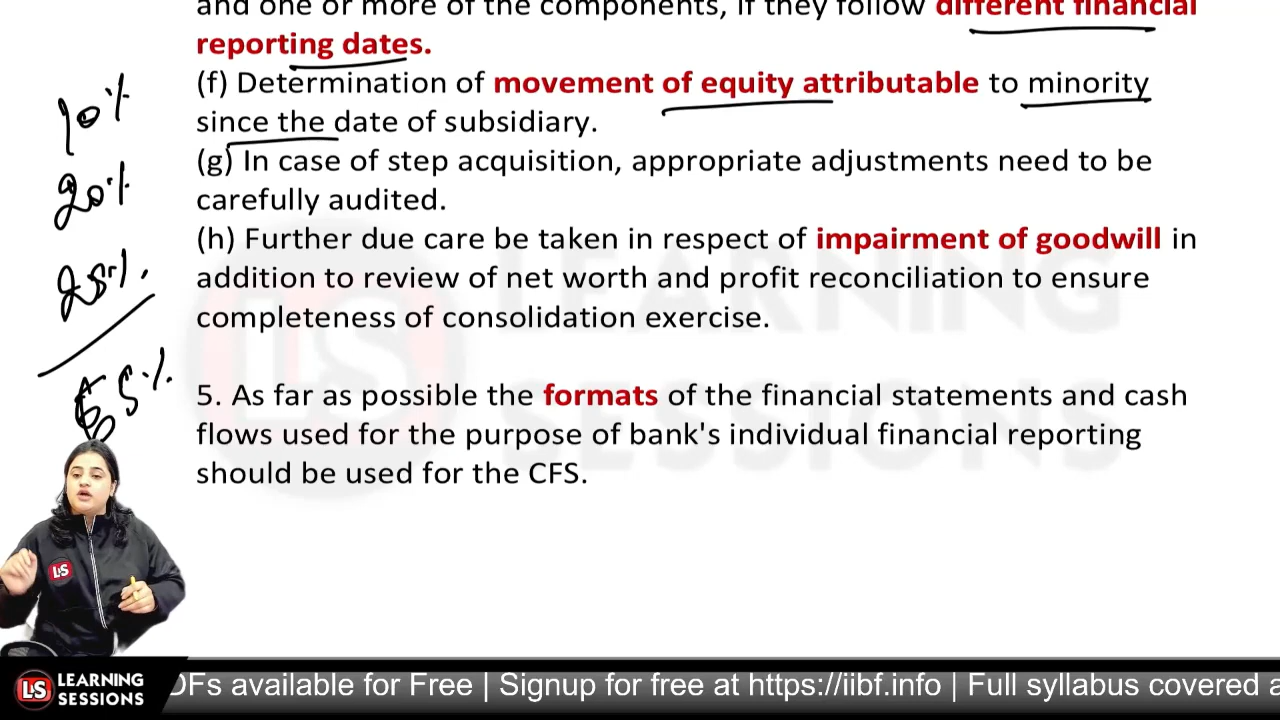 and one or more of the components, if they follow different financial
reporting dates.
(f) Determination of movement of equity attributable to minority
since the date of subsidiary.
(g) In case of step acquisition, appropriate adjustments need to be
carefully audited.
(h) Further due care be taken in respect of impairment of goodwill in
addition to review of net worth and profit reconciliation to ensure
completeness of consolidation exercise.
5. As far as possible the formats of the financial statements and cash
flows used for the purpose of bank's individual financial reporting
should be used for the CFS.
10%
20%
25%.
55%
LEARNING
SESSIONS
LS
LS
LS
LEARNING
SESSIONS
DFs available for Free | Signup for free at https://iibf.info | Full syllabus covered a